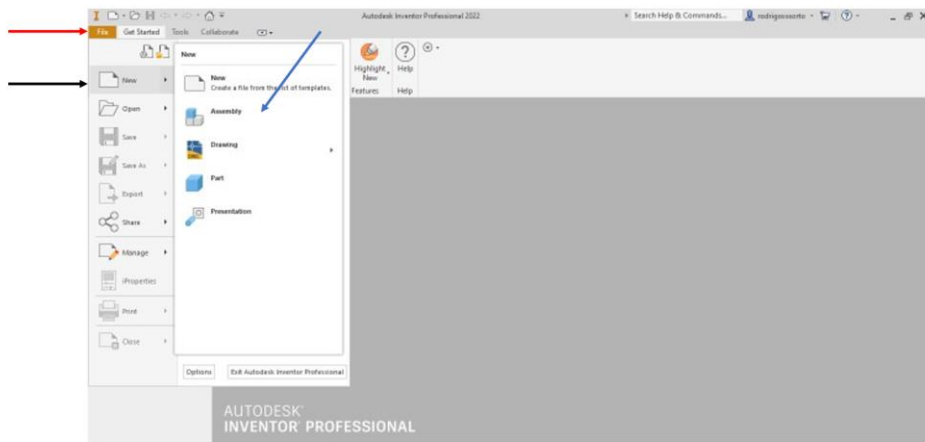 Autodesk Inventor Professional 2022
Search Help & Commands...
rodrigossorto
File Get Started Tools Collaborate
New
Highlight New
Help
Features Help
New
New
Create a file from the list of templates.
Open
Assembly
Save
Drawing
Save As
Part
Export
Presentation
Share
Manage
iProperties
Print
Close
Options Exit Autodesk Inventor Professional
AUTODESK®
INVENTOR® PROFESSIONAL